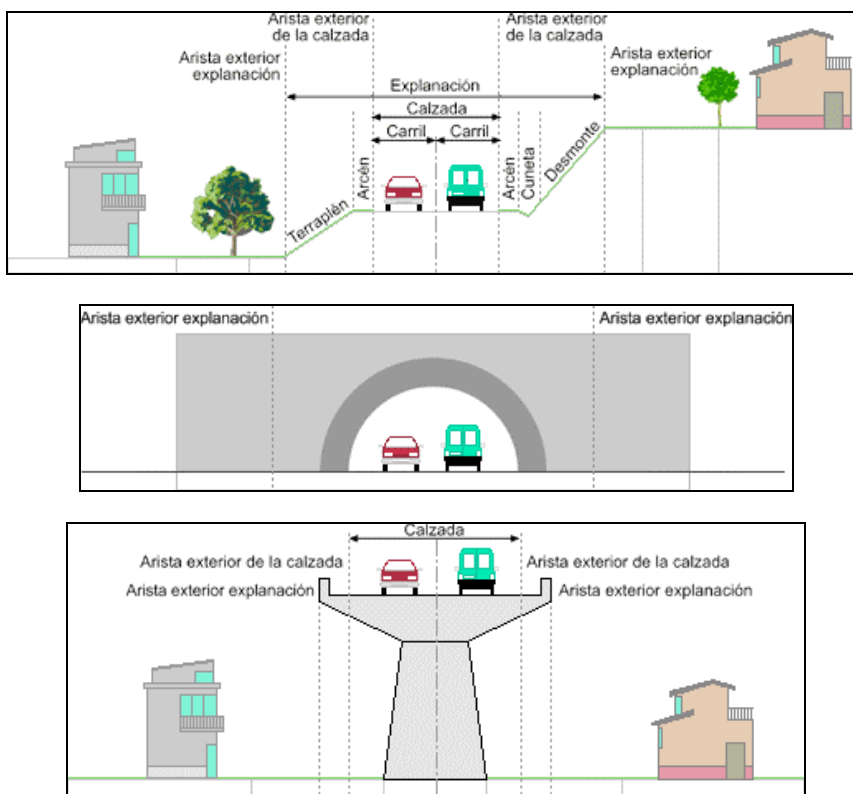 Arista exterior
de la calzada
Arista exterior
de la calzada
Arista exterior
explanación
Arista exterior
explanación
Explanación
Calzada
Carril
Carril
Terraplén
Arcén
Arcén
Cuneta
Desmonte
Arista exterior explanación
Arista exterior explanación
Calzada
Arista exterior de la calzada
Arista exterior de la calzada
Arista exterior explanación
Arista exterior explanación